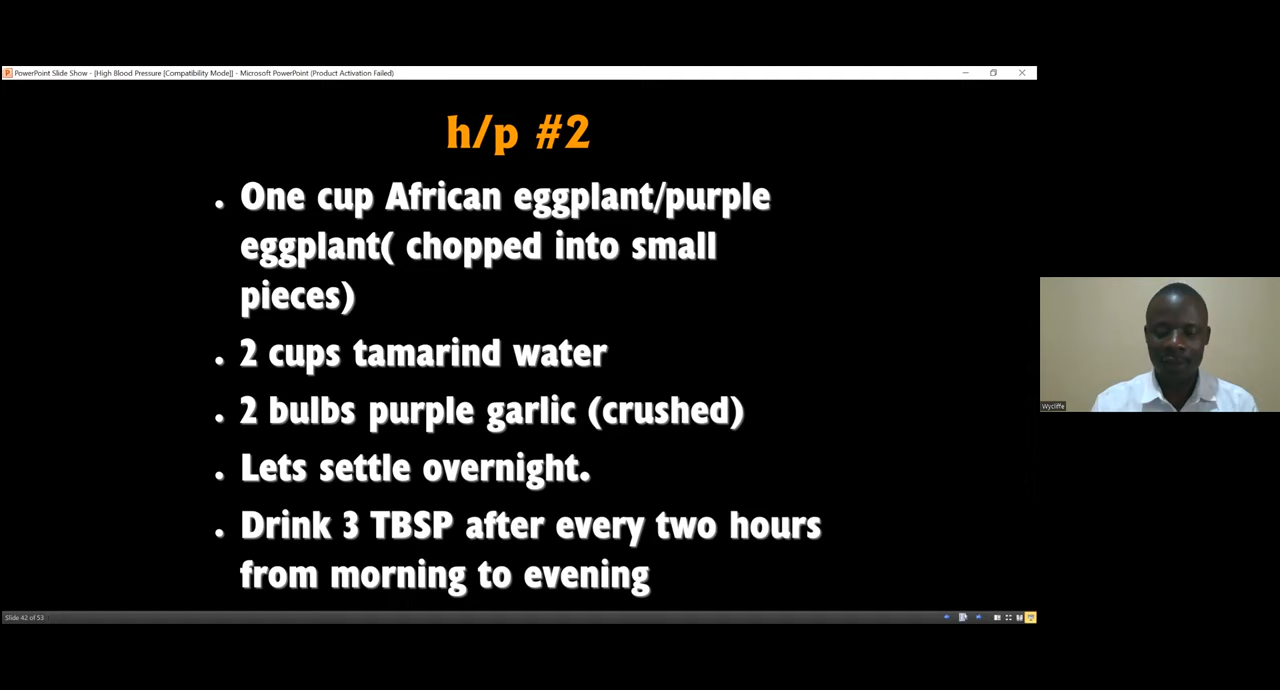 PowerPoint Slide Show - [High Blood Pressure [Compatibility Mode]] - Microsoft PowerPoint (Product Activation Failed)
h/p #2
• One cup African eggplant/purple
eggplant( chopped into small
pieces)
• 2 cups tamarind water
• 2 bulbs purple garlic (crushed)
• Lets settle overnight.
• Drink 3 TBSP after every two hours
from morning to evening
Wycliffe
Slide 42 of 53